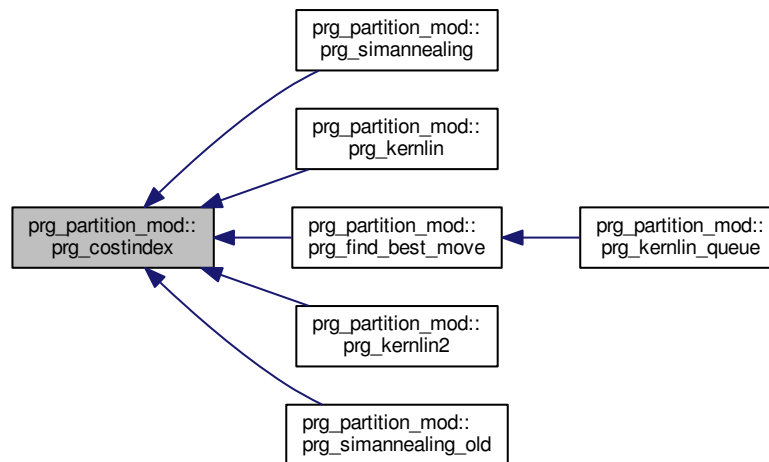 prg_partition_mod::
prg_simannealing
prg_partition_mod::
prg_kernlin
prg_partition_mod::
prg_costindex
prg_partition_mod::
prg_find_best_move
prg_partition_mod::
prg_kernlin_queue
prg_partition_mod::
prg_kernlin2
prg_partition_mod::
prg_simannealing_old